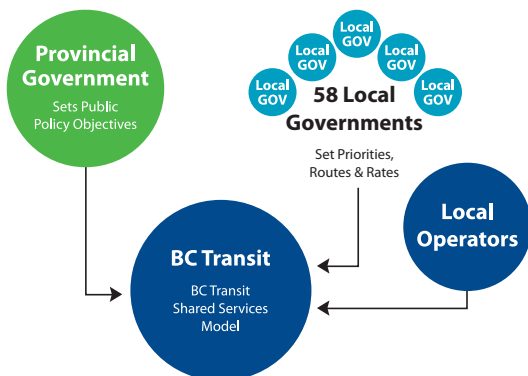 Provincial
Government
Sets Public
Policy Objectives
Local
GOV
Local
GOV
Local
GOV
Local
GOV
Local
GOV
58 Local
Governments
Set Priorities,
Routes & Rates
Local
Operators
BC Transit
BC Transit
Shared Services
Model